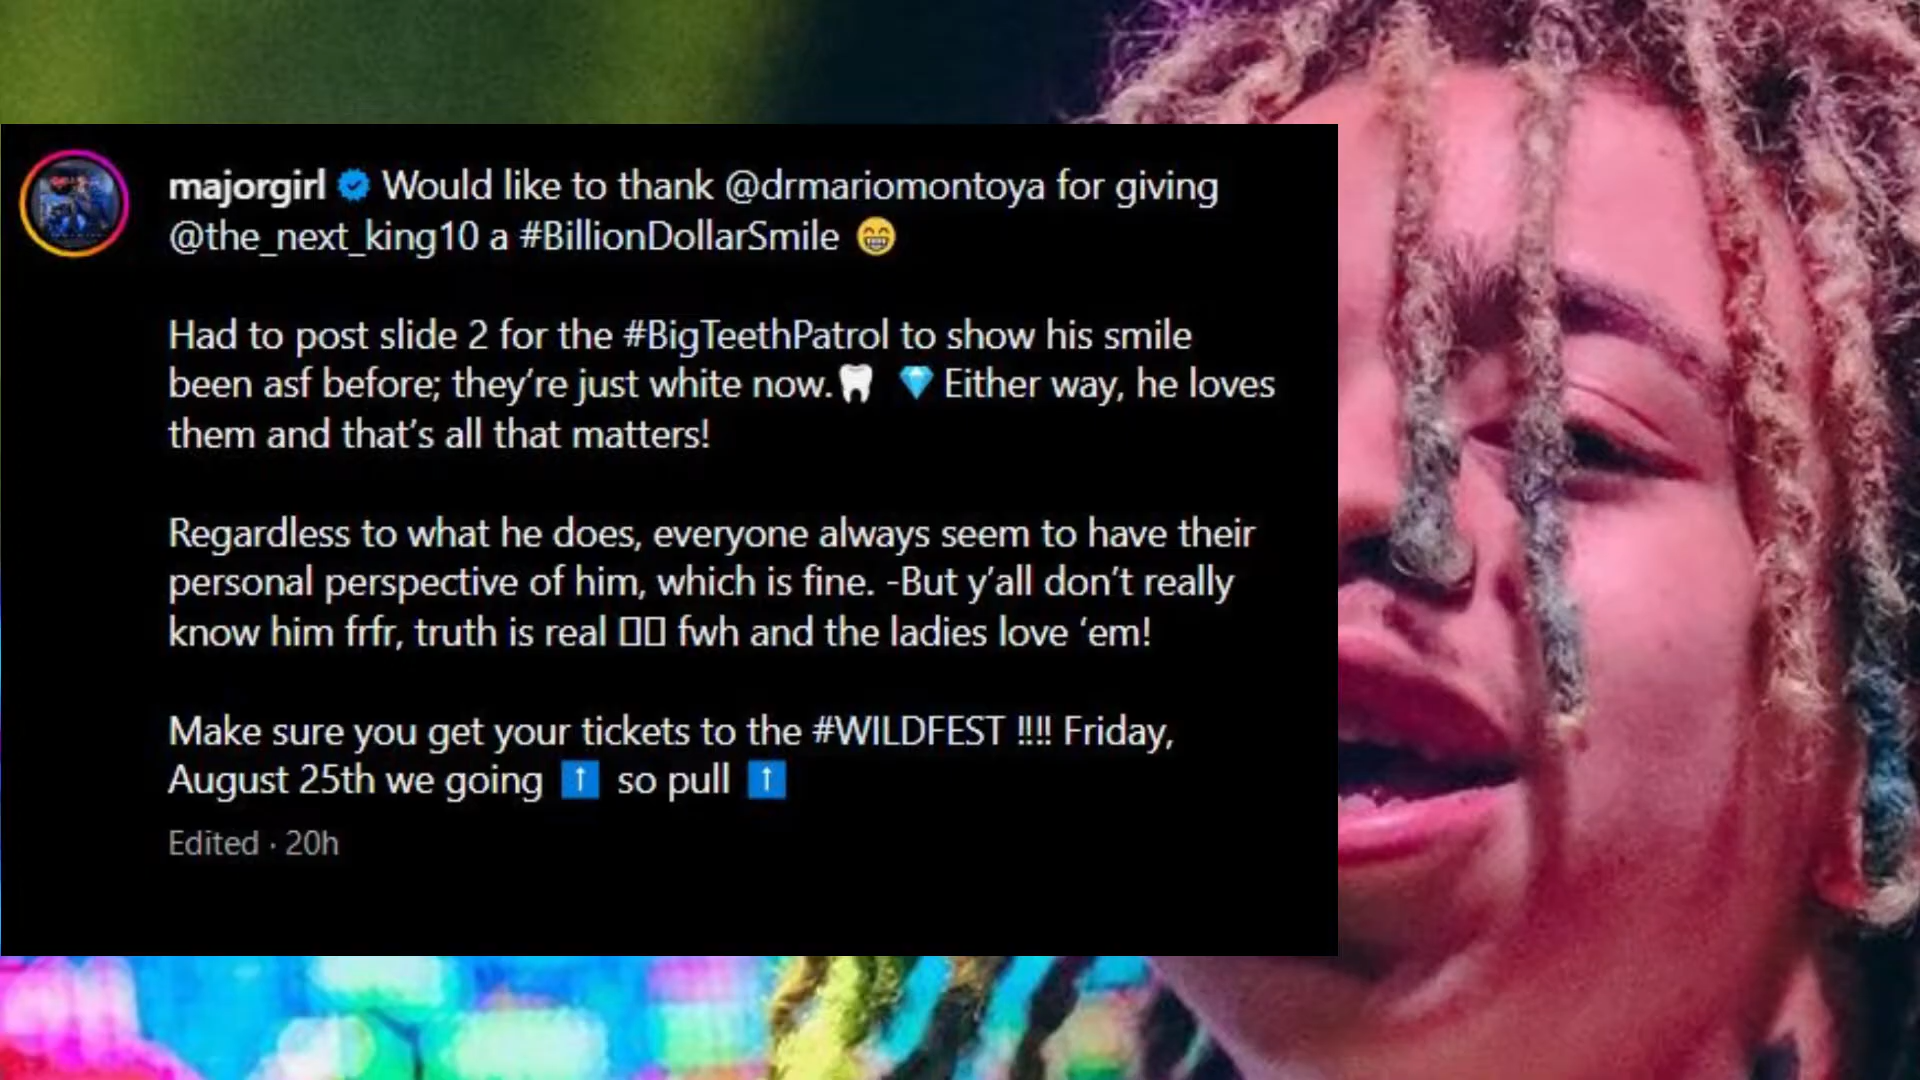 majorgirl Would like to thank @drmariomontoya for giving
@the_next_king10 a #BillionDollarSmile 😁
Had to post slide 2 for the #BigTeethPatrol to show his smile
been asf before; they’re just white now.🦷 💎 Either way, he loves
them and that’s all that matters!
Regardless to what he does, everyone always seem to have their
personal perspective of him, which is fine. -But y’all don’t really
know him frfr, truth is real ▯▯ fwh and the ladies love ‘em!
Make sure you get your tickets to the #WILDFEST !!!! Friday,
August 25th we going ⬆️ so pull ⬆️
Edited · 20h